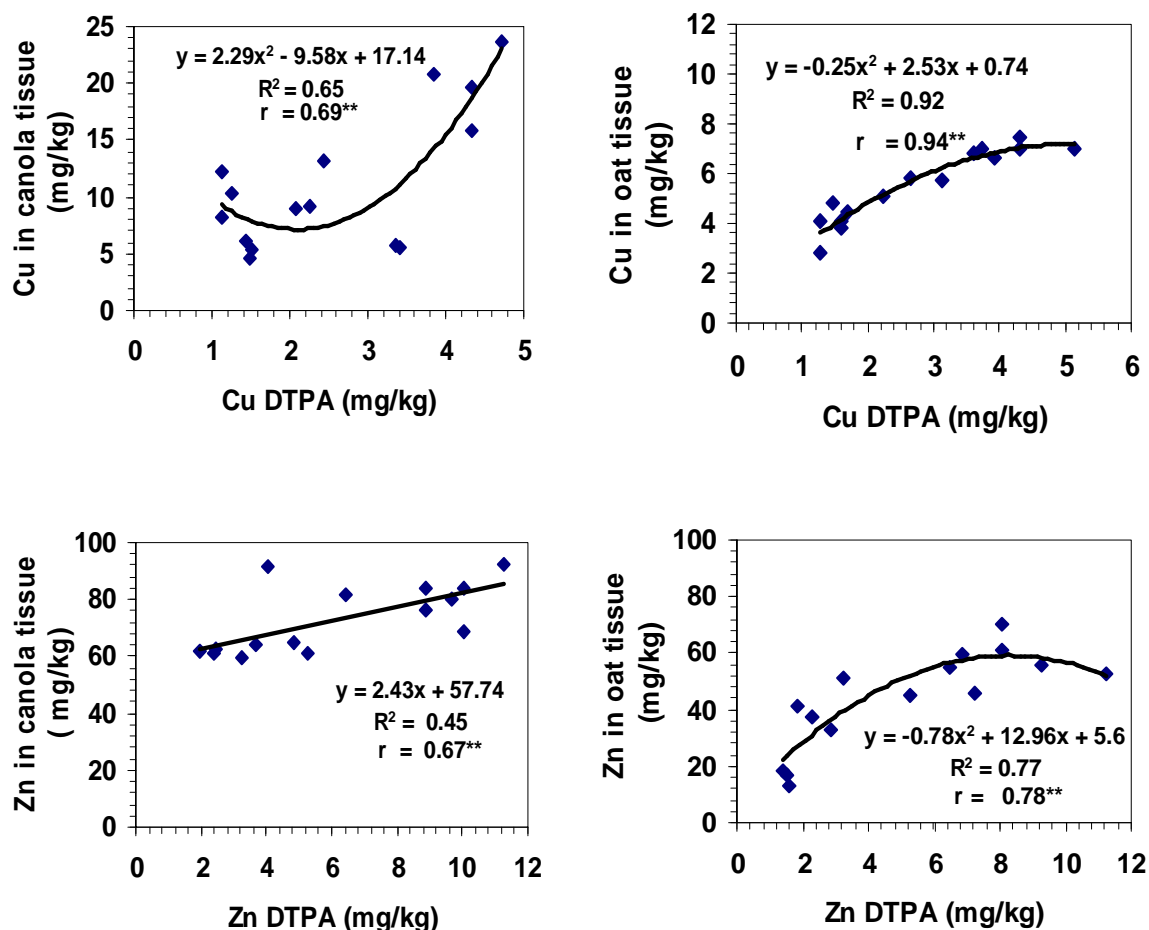 Cu in canola tissue
(mg/kg)
25
20
15
10
5
0
y = 2.29x² - 9.58x + 17.14
R² = 0.65
r = 0.69**
0 1 2 3 4 5
Cu DTPA (mg/kg)
Cu in oat tissue
(mg/kg)
12
10
8
6
4
2
0
y = -0.25x² + 2.53x + 0.74
R² = 0.92
r = 0.94**
0 1 2 3 4 5 6
Cu DTPA (mg/kg)
Zn in canola tissue
( mg/kg)
100
80
60
40
20
0
y = 2.43x + 57.74
R² = 0.45
r = 0.67**
0 2 4 6 8 10 12
Zn DTPA (mg/kg)
Zn in oat tissue
(mg/kg)
100
80
60
40
20
0
y = -0.78x² + 12.96x + 5.6
R² = 0.77
r = 0.78**
0 2 4 6 8 10 12
Zn DTPA (mg/kg)